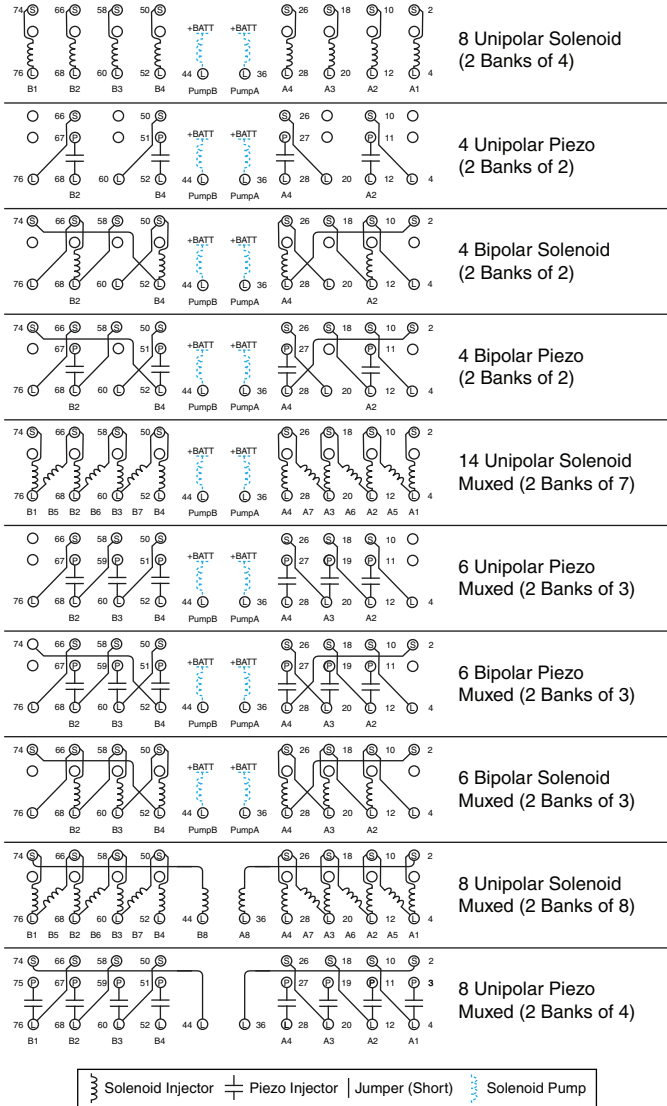 74 S 66 S 58 S 50 S S 26 S 18 S 10 S 2
+BATT +BATT
8 Unipolar Solenoid
(2 Banks of 4)
76 L 68 L 60 L 52 L 44 L L 36 L 28 L 20 L 12 L 4
B1 B2 B3 B4 PumpB PumpA A4 A3 A2 A1
66 S 50 S S 26 S 10
+BATT +BATT
67 P 51 P P 27 P 11
4 Unipolar Piezo
(2 Banks of 2)
76 L 68 L 60 L 52 L 44 L L 36 L 28 L 20 L 12 L 4
B2 B4 PumpB PumpA A4 A2
74 S 66 S 58 S 50 S S 26 S 18 S 10 S 2
+BATT +BATT
4 Bipolar Solenoid
(2 Banks of 2)
76 L 68 L 60 L 52 L 44 L L 36 L 28 L 20 L 12 L 4
B2 B4 PumpB PumpA A4 A2
74 S 66 S 58 S 50 S S 26 S 18 S 10 S 2
+BATT +BATT
67 P 51 P P 27 P 11
4 Bipolar Piezo
(2 Banks of 2)
76 L 68 L 60 L 52 L 44 L L 36 L 28 L 20 L 12 L 4
B2 B4 PumpB PumpA A4 A2
74 S 66 S 58 S 50 S S 26 S 18 S 10 S 2
+BATT +BATT
14 Unipolar Solenoid
Muxed (2 Banks of 7)
76 L 68 L 60 L 52 L 44 L L 36 L 28 L 20 L 12 L 4
B1 B5 B2 B6 B3 B7 B4 PumpB PumpA A4 A7 A3 A6 A2 A5 A1
66 S 58 S 50 S S 26 S 18 S 10
+BATT +BATT
67 P 59 P 51 P P 27 P 19 P 11
6 Unipolar Piezo
Muxed (2 Banks of 3)
76 L 68 L 60 L 52 L 44 L L 36 L 28 L 20 L 12 L 4
B2 B3 B4 PumpB PumpA A4 A3 A2
74 66 S 58 S 50 S S 26 S 18 S 10 S 2
+BATT +BATT
67 P 59 P 51 P P 27 P 19 P 11
6 Bipolar Piezo
Muxed (2 Banks of 3)
76 L 68 L 60 L 52 L 44 L L 36 L 28 L 20 L 12 L 4
B2 B3 B4 PumpB PumpA A4 A3 A2
74 S 66 S 58 S 50 S S 26 S 18 S 10 S 2
+BATT +BATT
6 Bipolar Solenoid
Muxed (2 Banks of 3)
76 L 68 L 60 L 52 L 44 L L 36 L 28 L 20 L 12 L 4
B2 B3 B4 PumpB PumpA A4 A3 A2
74 S 66 S 58 S 50 S S 26 S 18 S 10 S 2
8 Unipolar Solenoid
Muxed (2 Banks of 8)
76 L 68 L 60 L 52 L 44 L L 36 L 28 L 20 L 12 L 4
B1 B5 B2 B6 B3 B7 B4 B8 A8 A4 A7 A3 A6 A2 A5 A1
74 S 66 S 58 S 50 S S 26 S 18 S 10 S 2
75 P 67 P 59 P 51 P P 27 P 19 P 11 P 3
8 Unipolar Piezo
Muxed (2 Banks of 4)
76 L 68 L 60 L 52 L 44 L L 36 L 28 L 20 L 12 L 4
B1 B2 B3 B4 A4 A3 A2 A1
Solenoid Injector Piezo Injector Jumper (Short) Solenoid Pump